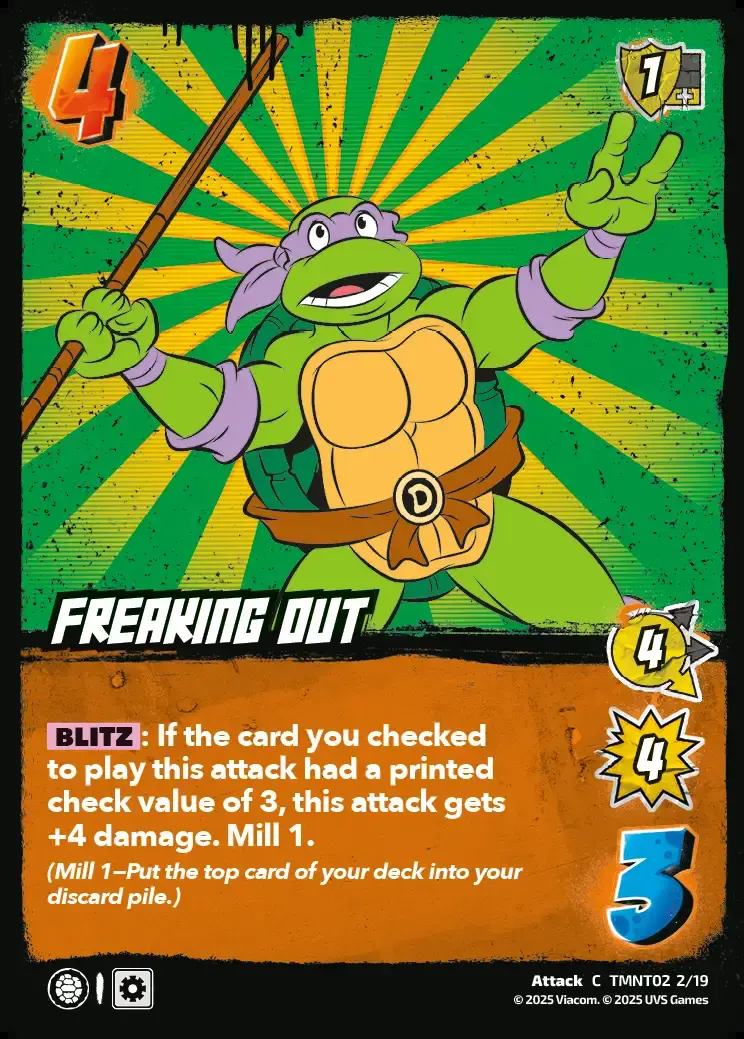 4
1
D
FREAKING OUT
4
BLITZ: If the card you checked
to play this attack had a printed
check value of 3, this attack gets
+4 damage. Mill 1.
4
(Mill 1—Put the top card of your deck into your
discard pile.)
3
Attack C TMNT02 2/19
© 2025 Viacom. © 2025 UVS Games